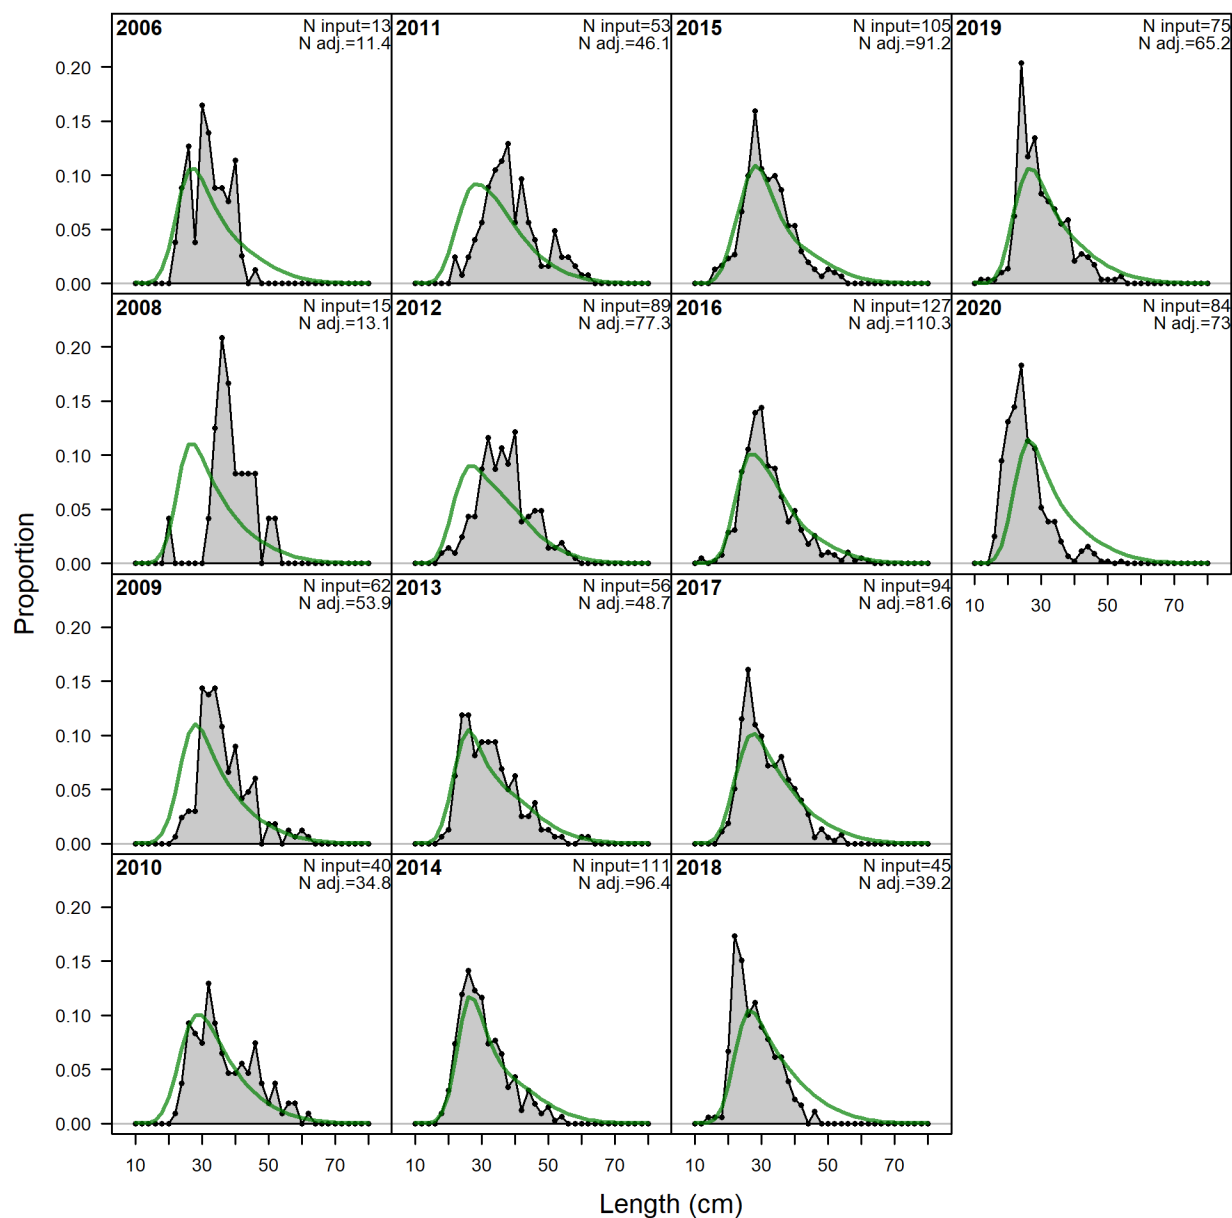 2006 N input=13 2011 N input=53 2015 N input=105 2019 N input=75
N adj.=11.4 N adj.=46.1 N adj.=91.2 N adj.=65.2
0.20
0.15
0.10
0.05
0.00
2008 N input=15 2012 N input=89 2016 N input=127 2020 N input=84
N adj.=13.1 N adj.=77.3 N adj.=110.3 N adj.=73
0.20
0.15
0.10
0.05
0.00
Proportion
2009 N input=62 2013 N input=56 2017 N input=94
N adj.=53.9 N adj.=48.7 N adj.=81.6
10 30 50 70
0.20
0.15
0.10
0.05
0.00
2010 N input=40 2014 N input=111 2018 N input=45
N adj.=34.8 N adj.=96.4 N adj.=39.2
0.20
0.15
0.10
0.05
0.00
10 30 50 70 10 30 50 70 10 30 50 70
Length (cm)